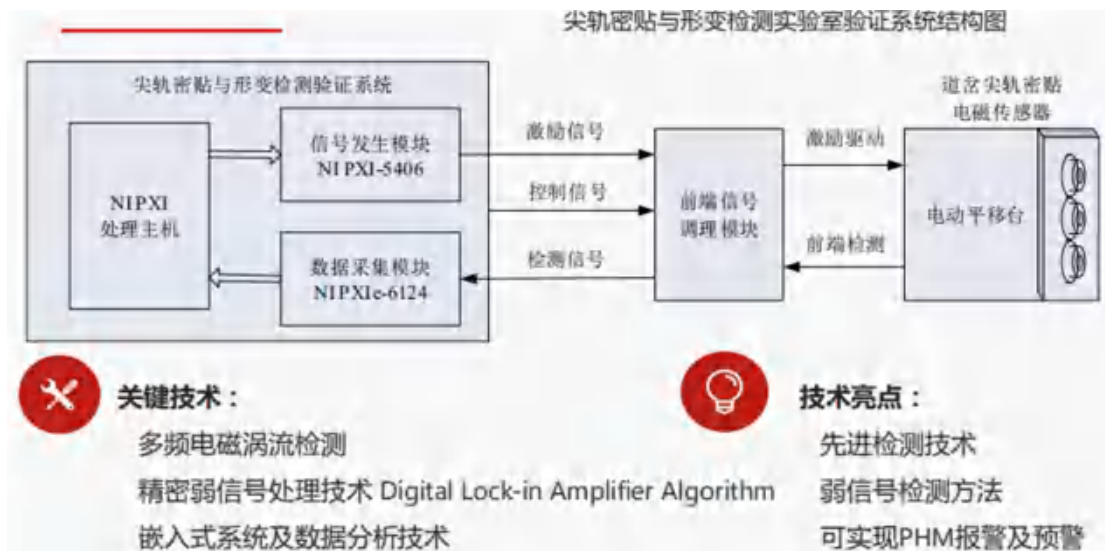 尖轨密贴与形变检测实验室验证系统结构图
尖轨密贴与形变检测验证系统
NIPXI
处理主机
信号发生模块
NI PXI-5406
数据采集模块
NIPXIe-6124
激励信号
控制信号
检测信号
前端信号
调理模块
激励驱动
前端检测
道岔尖轨密贴
电磁传感器
电动平移台
关键技术：
多频电磁涡流检测
精密弱信号处理技术 Digital Lock-in Amplifier Algorithm
嵌入式系统及数据分析技术
技术亮点：
先进检测技术
弱信号检测方法
可实现PHM报警及预警